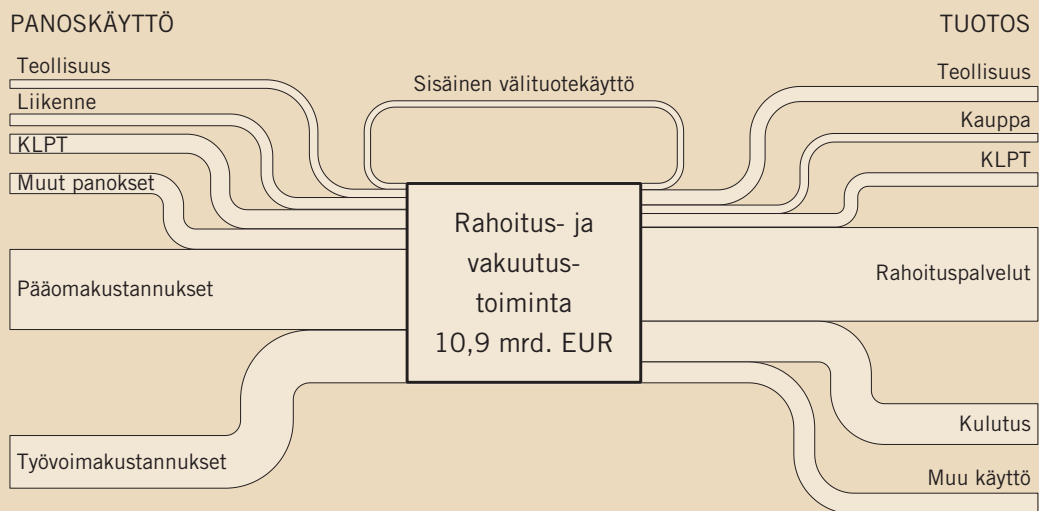 PANOSKÄYTTÖ
TUOTOS
Teollisuus
Liikenne
KLPT
Muut panokset
Pääomakustannukset
Työvoimakustannukset
Sisäinen välituotekäyttö
Rahoitus- ja
vakuutus-
toiminta
10,9 mrd. EUR
Teollisuus
Kauppa
KLPT
Rahoituspalvelut
Kulutus
Muu käyttö